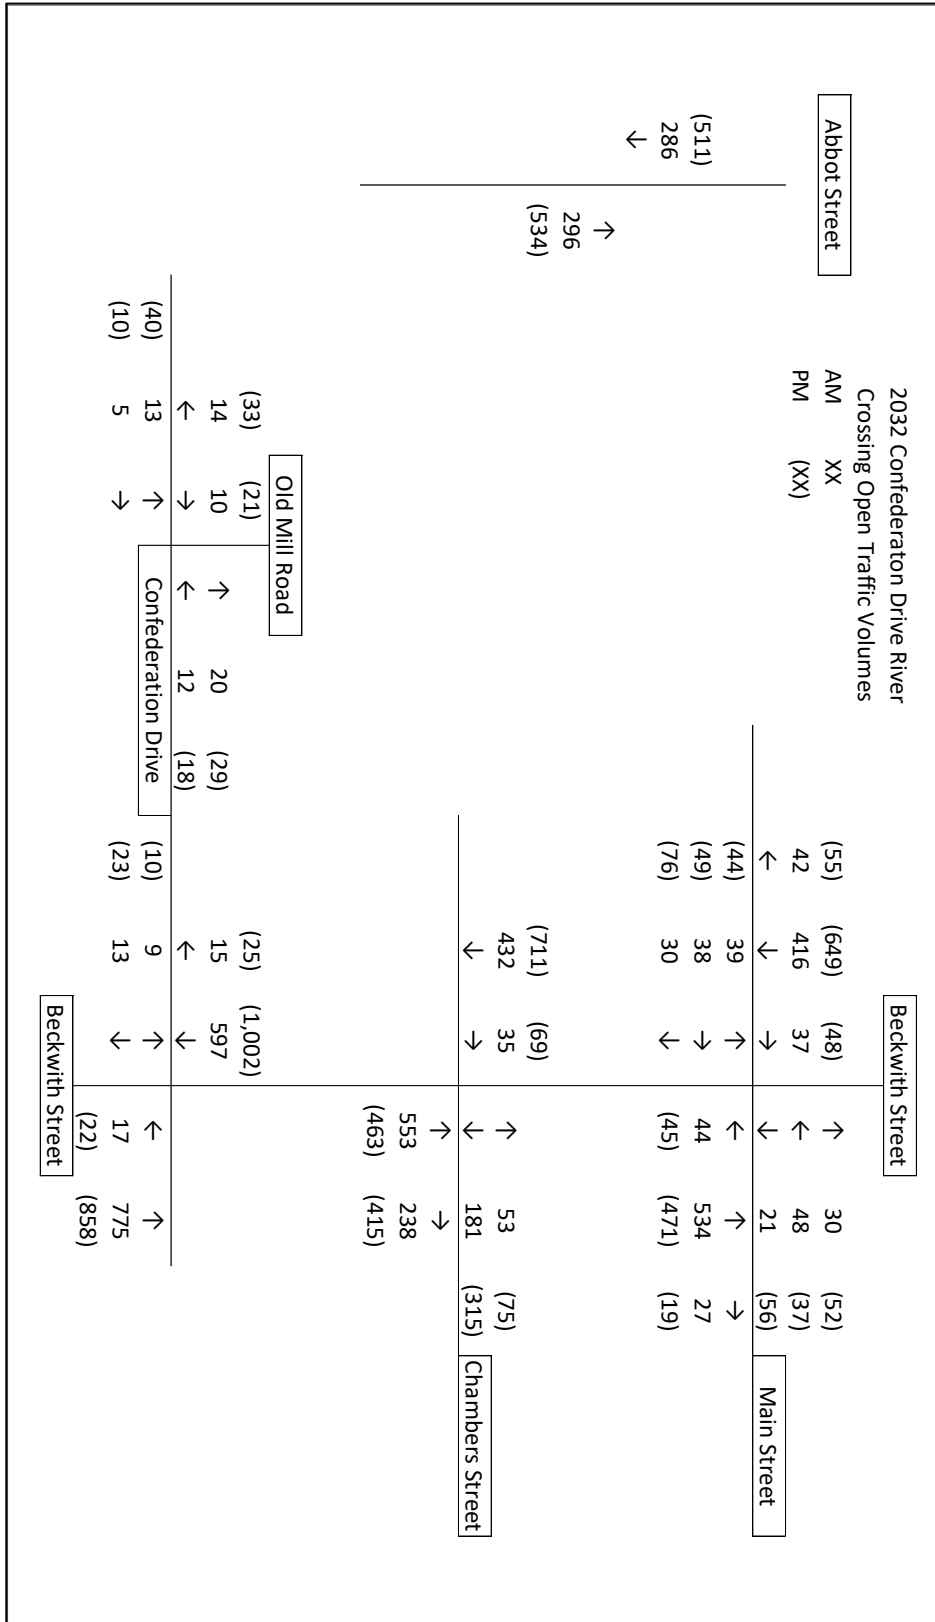 2032 Confederaton Drive River
Crossing Open Traffic Volumes
AM XX
PM (XX)
Beckwith Street
Abbot Street
(55) (649) (48)
42 416 37
← ↓ →
↑ 30 (52)
← 48 (37)
↓ 21 (56)
Main Street
(44) 39 ↑
(49) 38 →
(76) 30 ↓
← ↑ →
44 534 27
(45) (471) (19)
(511)
286
↓
↑
296
(534)
(711) (69)
432 35
↓ →
↑ 53 (75)
↓ 181 (315)
Chambers Street
↑ →
553 238
(463) (415)
Old Mill Road
(33) (21)
14 10
← →
↑ 20 (29)
← 12 (18)
(40) 13 ↑
(10) 5 →
Confederation Drive
(25) (1,002)
15 597
← ↓
(10) 9 ↑
(23) 13 ↓
← ↑
17 775
(22) (858)
Beckwith Street